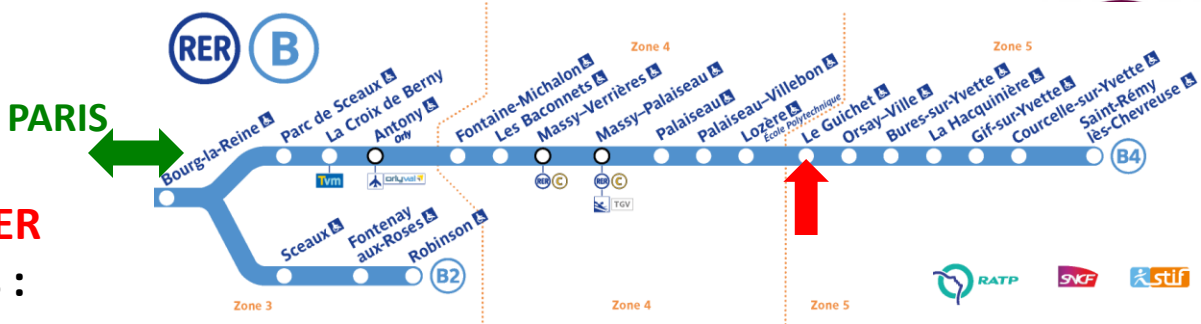 Zone 4
Zone 5
RER B
PARIS
Bourg-la-Reine
Parc de Sceaux
La Croix de Berny
Antony
Orly
Fontaine-Michalon
Les Baconnets
Massy–Verrières
Massy–Palaiseau
Palaiseau
Palaiseau–Villebon
Lozère
École Polytechnique
Le Guichet
Orsay–Ville
Bures-sur-Yvette
La Hacquinière
Gif-sur-Yvette
Courcelle-sur-Yvette
Saint-Rémy
lès-Chevreuse
B4
Tvm
orlyval
RER C
RER C
TGV
ER
:
Sceaux
Fontenay
aux-Roses
Robinson
B2
RATP
SNCF
stif
Zone 3
Zone 4
Zone 5